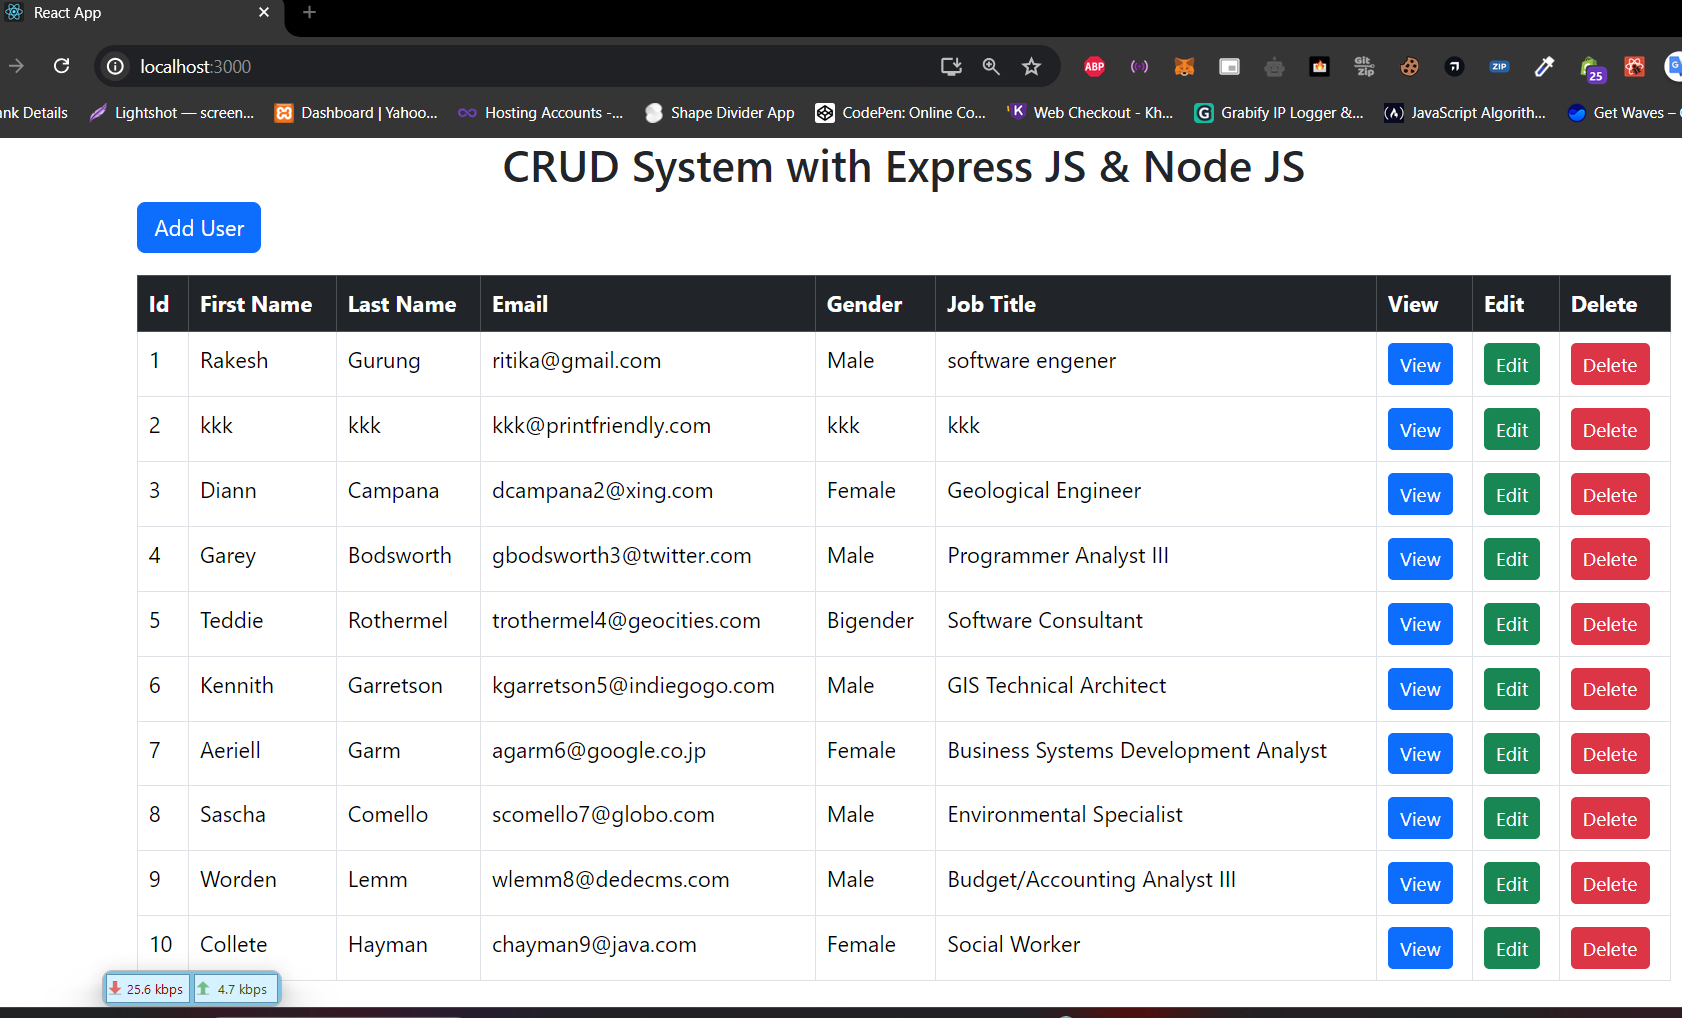 React App
localhost:3000
ABP
Git Zip
ZIP
25
G
nk Details Lightshot — screen... Dashboard | Yahoo... Hosting Accounts -... Shape Divider App CodePen: Online Co... K Web Checkout - Kh... G Grabify IP Logger &... JavaScript Algorith... Get Waves –
CRUD System with Express JS & Node JS
Add User
Id First Name Last Name Email Gender Job Title View Edit Delete
1 Rakesh Gurung ritika@gmail.com Male software engener View Edit Delete
2 kkk kkk kkk@printfriendly.com kkk kkk View Edit Delete
3 Diann Campana dcampana2@xing.com Female Geological Engineer View Edit Delete
4 Garey Bodsworth gbodsworth3@twitter.com Male Programmer Analyst III View Edit Delete
5 Teddie Rothermel trothermel4@geocities.com Bigender Software Consultant View Edit Delete
6 Kennith Garretson kgarretson5@indiegogo.com Male GIS Technical Architect View Edit Delete
7 Aeriell Garm agarm6@google.co.jp Female Business Systems Development Analyst View Edit Delete
8 Sascha Comello scomello7@globo.com Male Environmental Specialist View Edit Delete
9 Worden Lemm wlemm8@dedecms.com Male Budget/Accounting Analyst III View Edit Delete
10 Collete Hayman chayman9@java.com Female Social Worker View Edit Delete
25.6 kbps 4.7 kbps